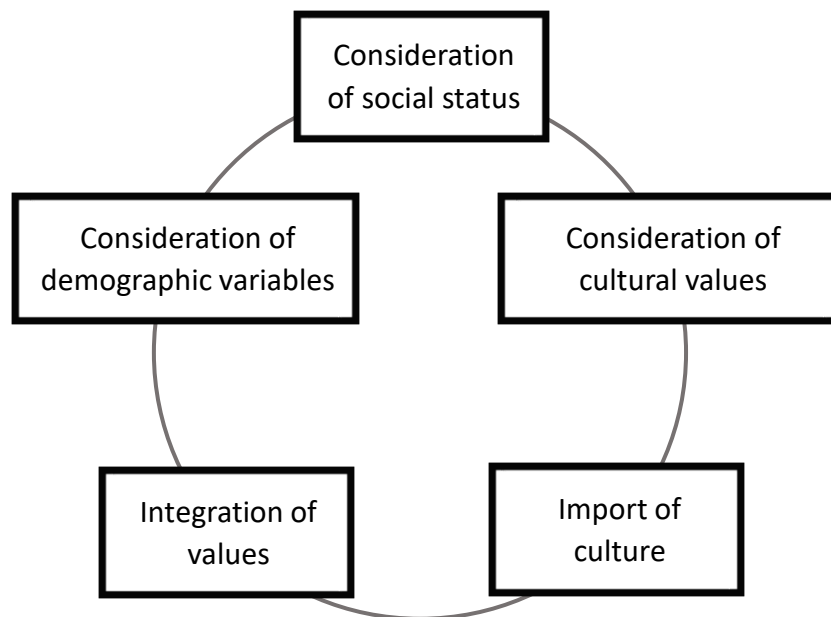 Consideration
of social status
Consideration of
demographic variables
Consideration of
cultural values
Integration of
values
Import of
culture